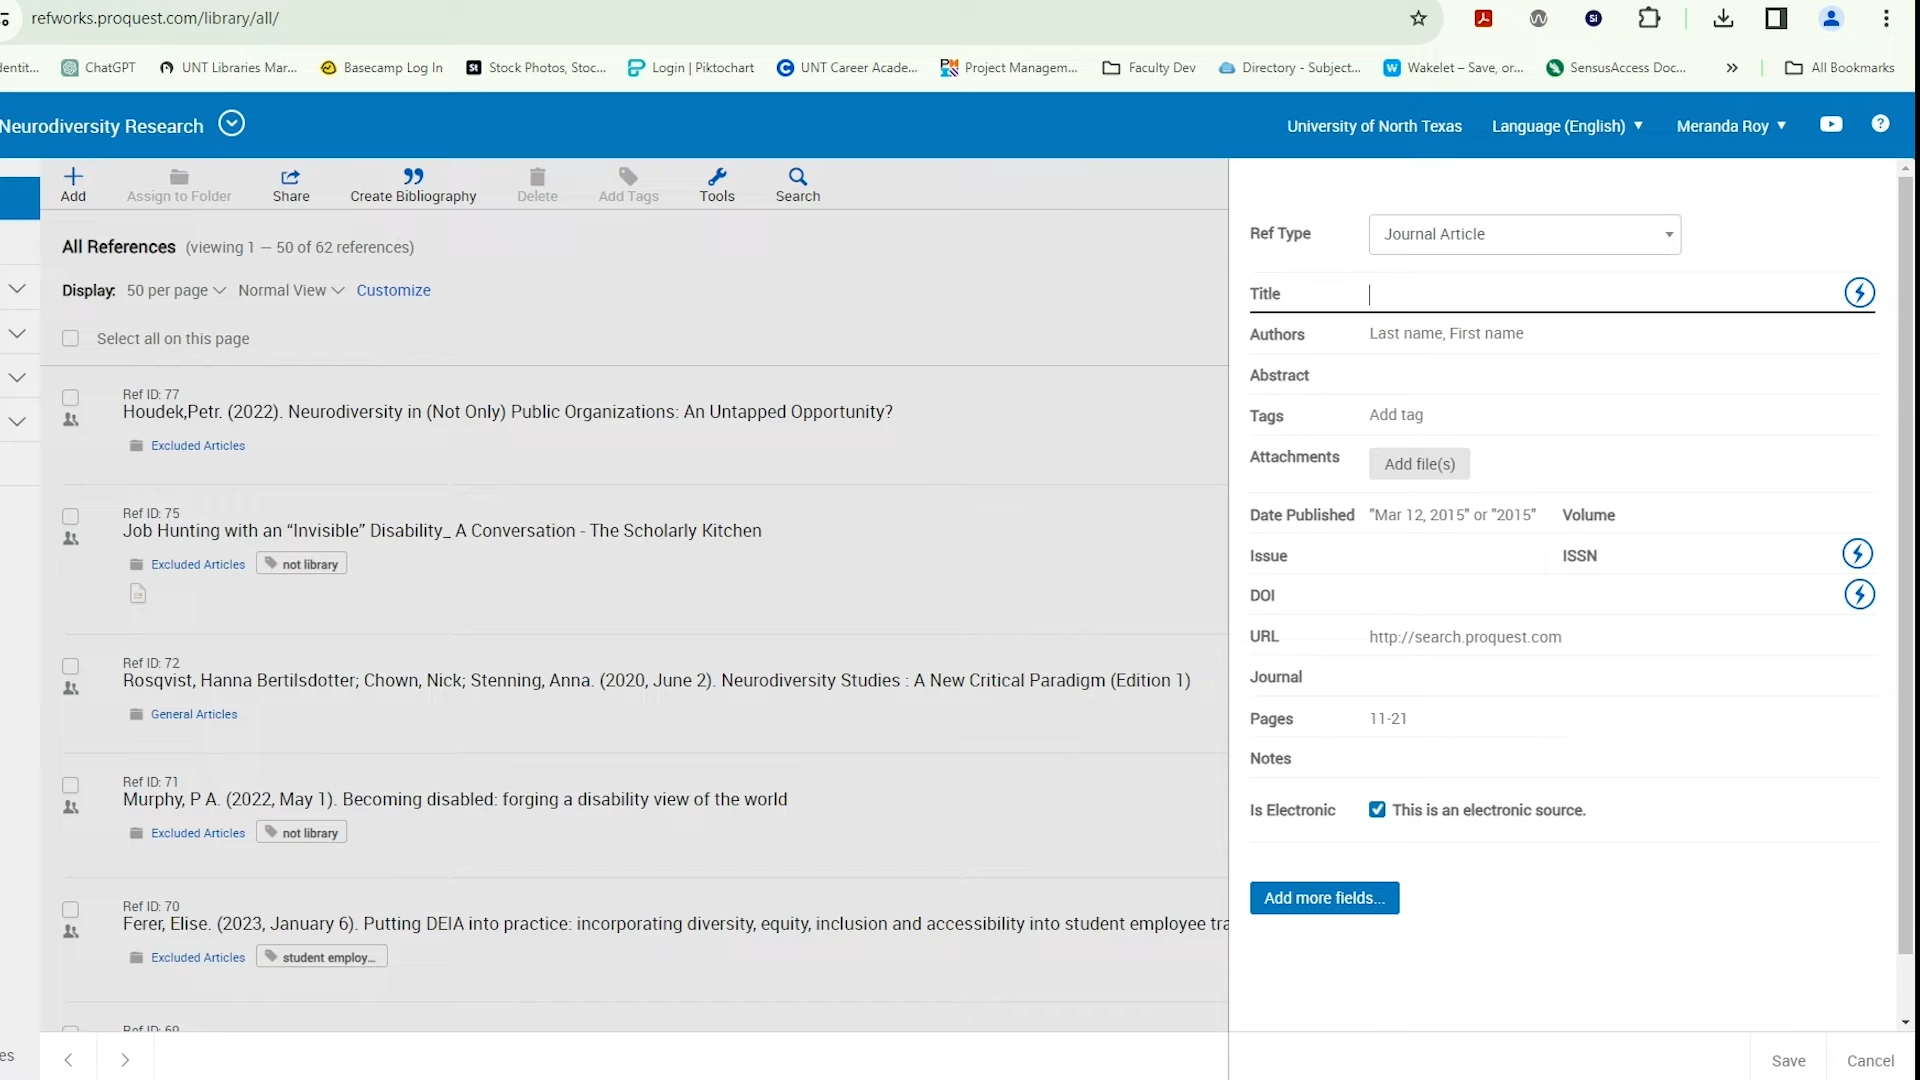 refworks.proquest.com/library/all/
dentit...
ChatGPT
UNT Libraries Mar...
Basecamp Log In
Stock Photos, Stoc...
Login | Piktochart
UNT Career Acade...
Project Managem...
Faculty Dev
Directory - Subject...
Wakelet – Save, or...
SensusAccess Doc...
»
All Bookmarks
Neurodiversity Research
University of North Texas
Language (English)
Meranda Roy
Add
Assign to Folder
Share
Create Bibliography
Delete
Add Tags
Tools
Search
All References (viewing 1 — 50 of 62 references)
Display: 50 per page Normal View Customize
Select all on this page
Ref ID: 77
Houdek,Petr. (2022). Neurodiversity in (Not Only) Public Organizations: An Untapped Opportunity?
Excluded Articles
Ref ID: 75
Job Hunting with an “Invisible” Disability_ A Conversation - The Scholarly Kitchen
Excluded Articles not library
Ref ID: 72
Rosqvist, Hanna Bertilsdotter; Chown, Nick; Stenning, Anna. (2020, June 2). Neurodiversity Studies : A New Critical Paradigm (Edition 1)
General Articles
Ref ID: 71
Murphy, P A. (2022, May 1). Becoming disabled: forging a disability view of the world
Excluded Articles not library
Ref ID: 70
Ferer, Elise. (2023, January 6). Putting DEIA into practice: incorporating diversity, equity, inclusion and accessibility into student employee tra
Excluded Articles student employ...
Ref ID: 69
es
Ref Type Journal Article
Title
Authors Last name, First name
Abstract
Tags Add tag
Attachments Add file(s)
Date Published "Mar 12, 2015" or "2015" Volume
Issue ISSN
DOI
URL http://search.proquest.com
Journal
Pages 11-21
Notes
Is Electronic This is an electronic source.
Add more fields...
Save Cancel